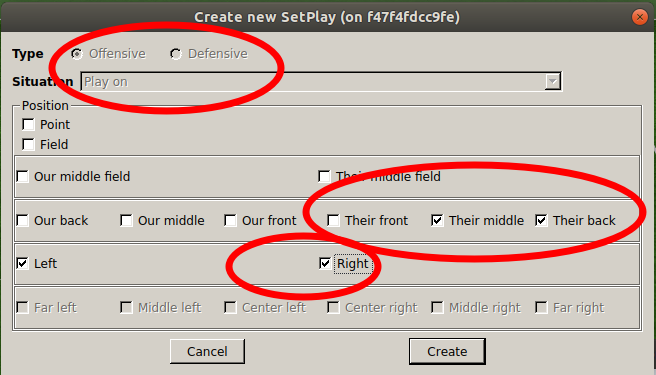 Create new SetPlay (on f47f4fdcc9fe)
Type Offensive Defensive
Situation Play on
Position
Point
Field
Our middle field Their middle field
Our back Our middle Our front Their front Their middle Their back
Left Right
Far left Middle left Center left Center right Middle right Far right
Cancel Create